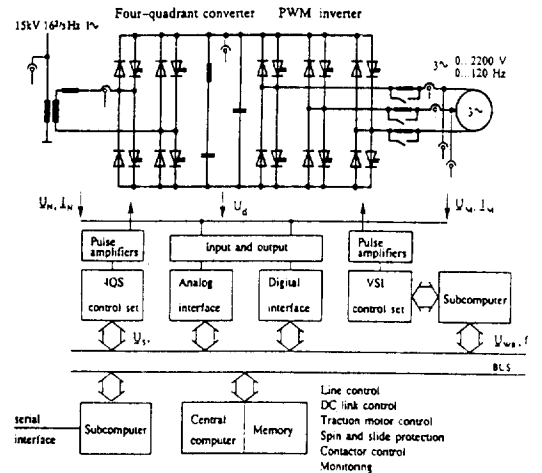 Four-quadrant converter
PWM inverter
15kV 16²/₃Hz 1~
3~ 0...2200 V
0...120 Hz
3~
U_N, I_N
U_d
U_M, I_M
Pulse
amplifiers
Input and output
Pulse
amplifiers
4QS
control set
Analog
interface
Digital
interface
VSI
control set
Subcomputer
BUS
serial
interface
Subcomputer
Central
computer
Memory
Line control
DC link control
Traction motor control
Spin and slide protection
Contactor control
Monitoring